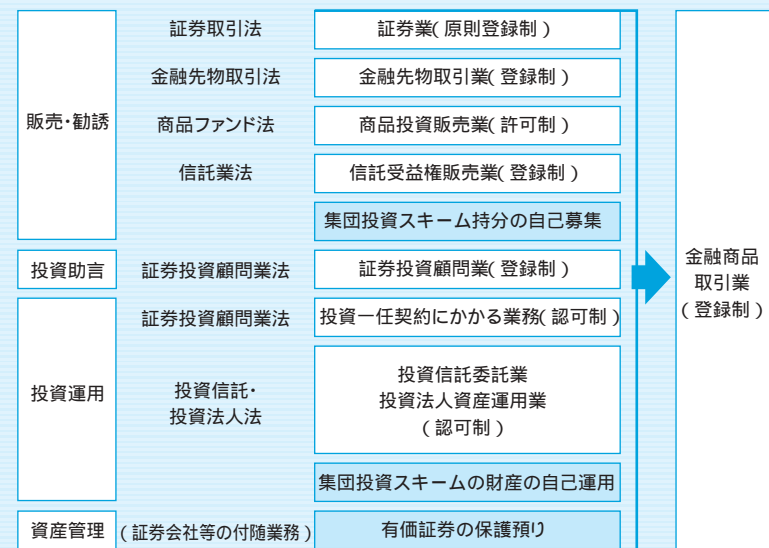 販売・勧誘
証券取引法
証券業(原則登録制)
金融先物取引法
金融先物取引業(登録制)
商品ファンド法
商品投資販売業(許可制)
信託業法
信託受益権販売業(登録制)
集団投資スキーム持分の自己募集
投資助言
証券投資顧問業法
証券投資顧問業(登録制)
投資運用
証券投資顧問業法
投資一任契約にかかる業務(認可制)
投資信託・
投資法人法
投資信託委託業
投資法人資産運用業
(認可制)
集団投資スキームの財産の自己運用
資産管理
(証券会社等の付随業務)
有価証券の保護預り
金融商品
取引業
(登録制)